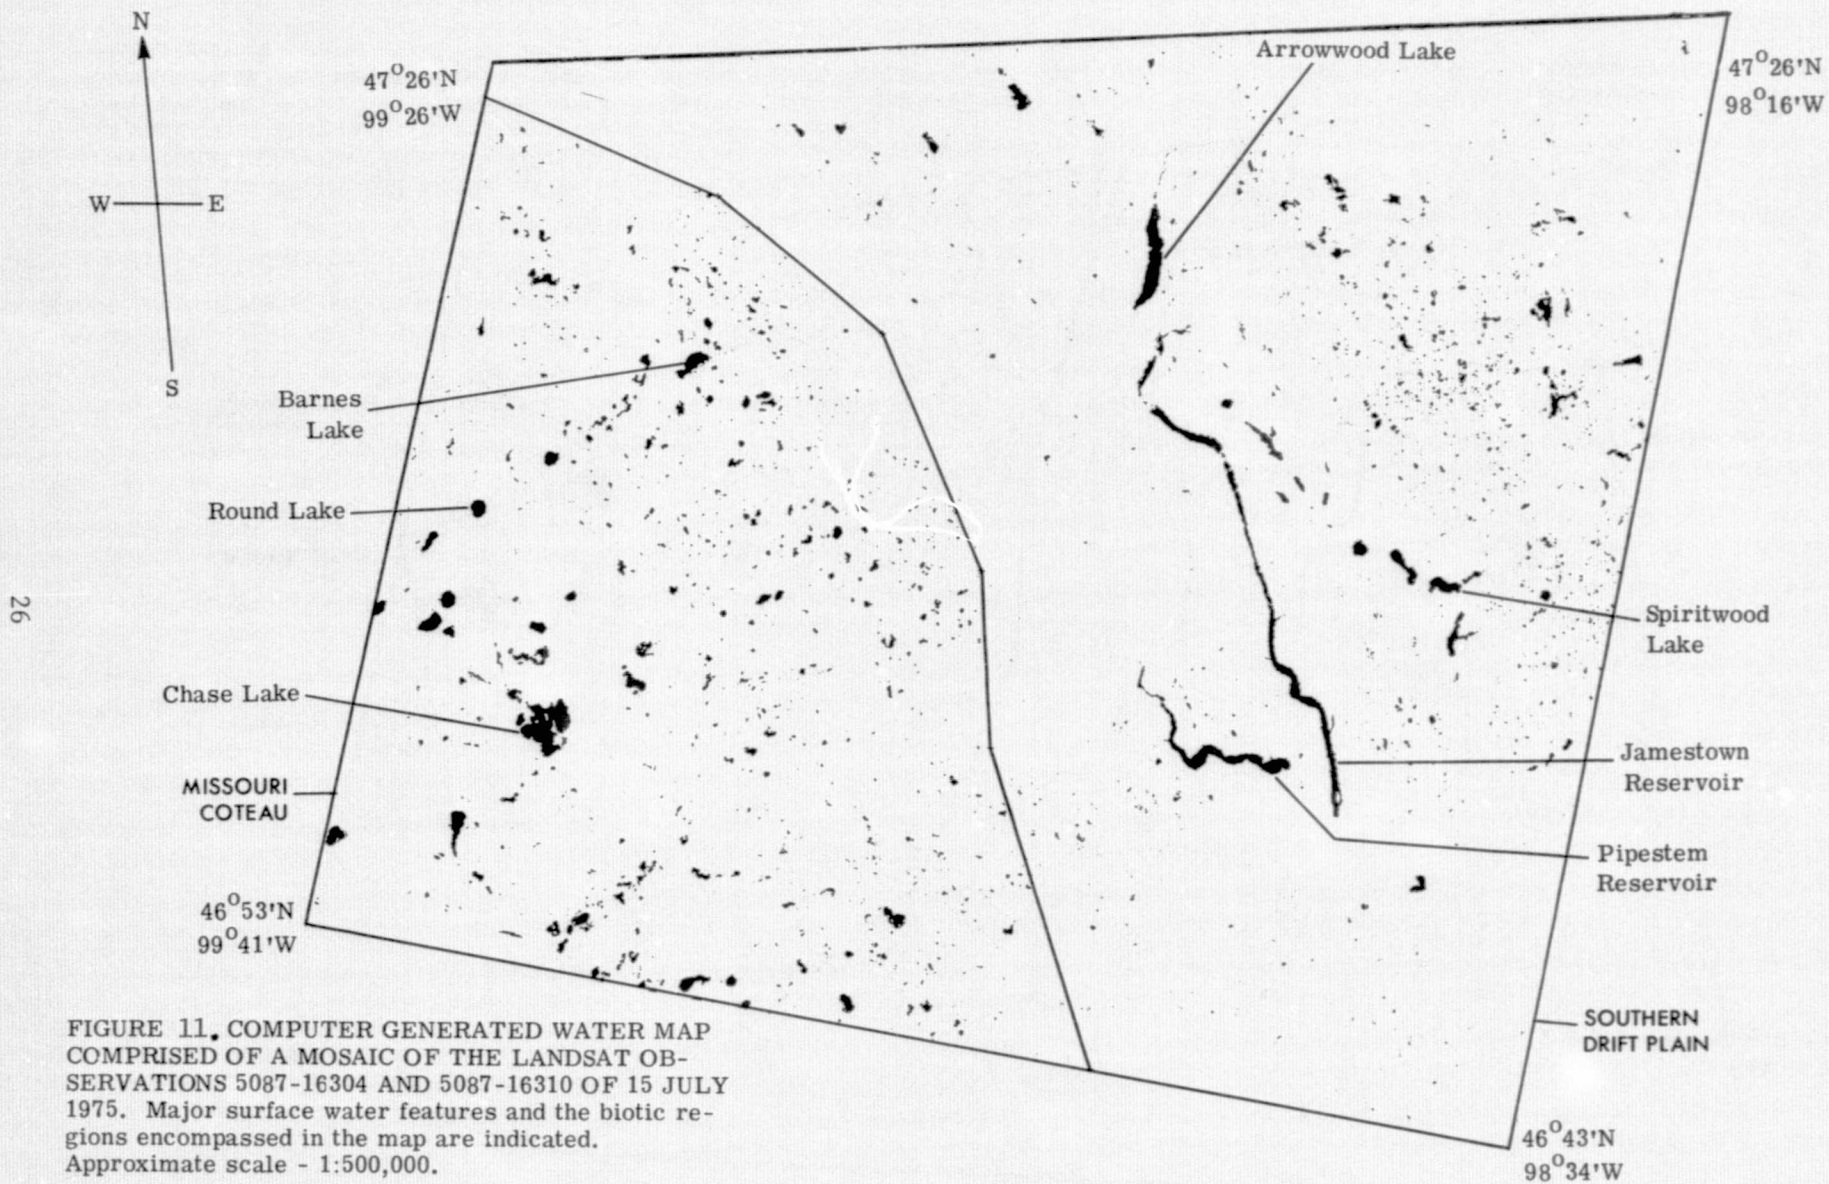 N
W
E
S
47°26'N
99°26'W
Arrowwood Lake
47°26'N
98°16'W
Barnes
Lake
Round Lake
Chase Lake
MISSOURI
COTEAU
46°53'N
99°41'W
Spiritwood
Lake
Jamestown
Reservoir
Pipestem
Reservoir
SOUTHERN
DRIFT PLAIN
46°43'N
98°34'W
26
FIGURE 11. COMPUTER GENERATED WATER MAP
COMPRISED OF A MOSAIC OF THE LANDSAT OB-
SERVATIONS 5087-16304 AND 5087-16310 OF 15 JULY
1975. Major surface water features and the biotic re-
gions encompassed in the map are indicated.
Approximate scale - 1:500,000.